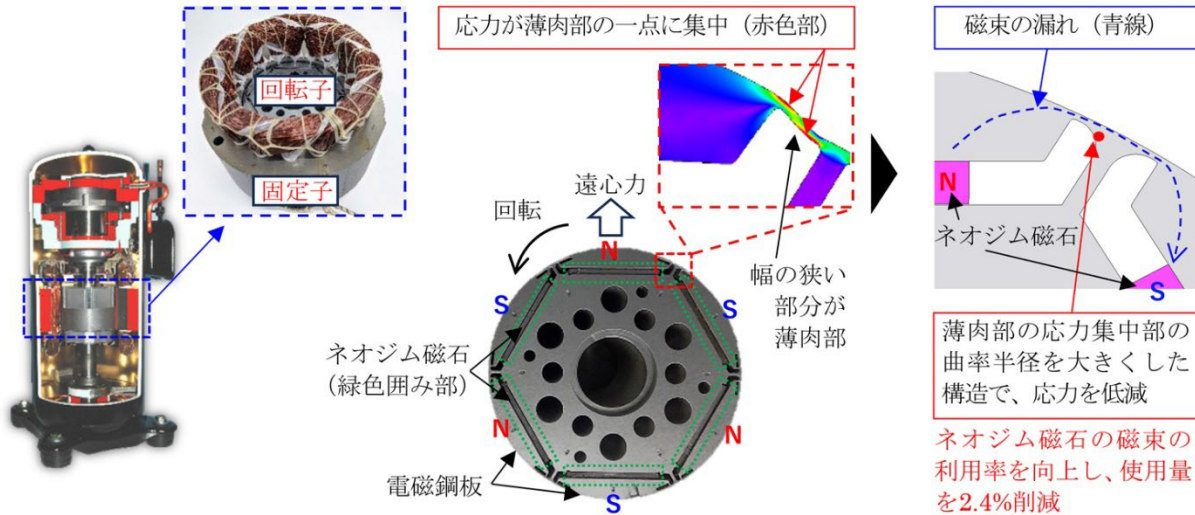 回転子
固定子
応力が薄肉部の一点に集中（赤色部）
遠心力
回転
N
S
S
N
N
S
幅の狭い
部分が
薄肉部
ネオジム磁石
(緑色囲み部)
電磁鋼板
磁束の漏れ（青線）
N
ネオジム磁石
S
薄肉部の応力集中部の
曲率半径を大きくした
構造で、応力を低減
ネオジム磁石の磁束の
利用率を向上し、使用量
を2.4%削減